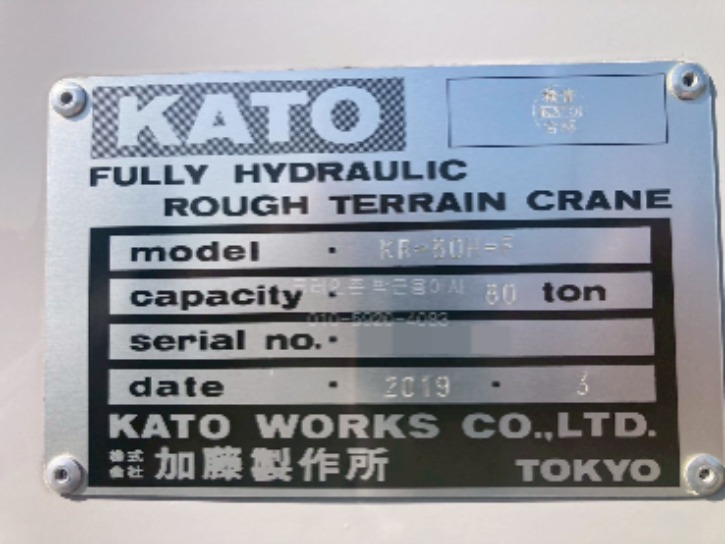 KATO
FULLY HYDRAULIC
ROUGH TERRAIN CRANE
model ·
capacity · 80 ton
serial no. ·
date · 2019 · 3
KATO WORKS CO.,LTD.
株式会社 加藤製作所 TOKYO